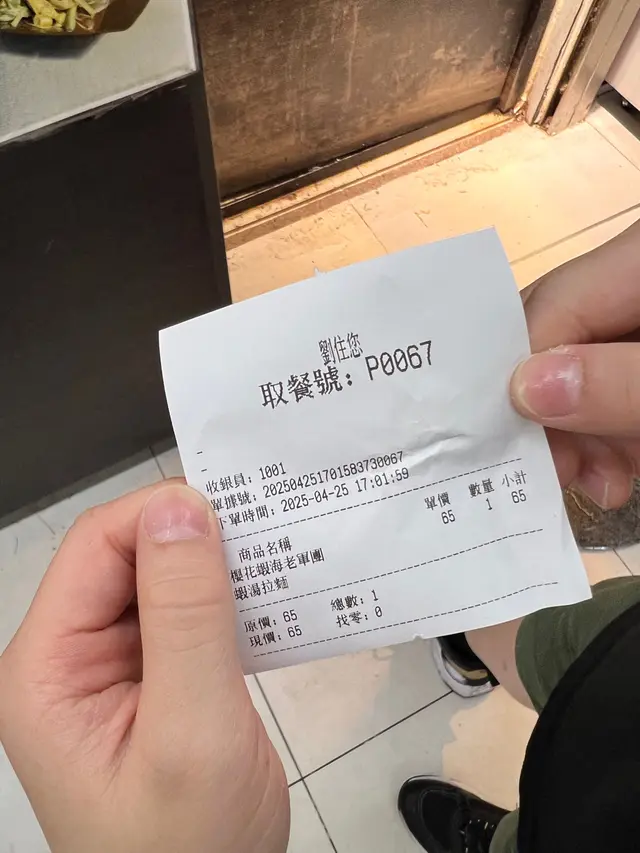 劉住您
取餐號: P0067
收銀員: 1001
單據號: 202504251701583730067
下單時間: 2025-04-25 17:01:59
商品名稱 單價 數量 小計
櫻花蝦海老軍團 65 1 65
蝦湯拉麵
原價: 65 總數: 1
現價: 65 找零: 0